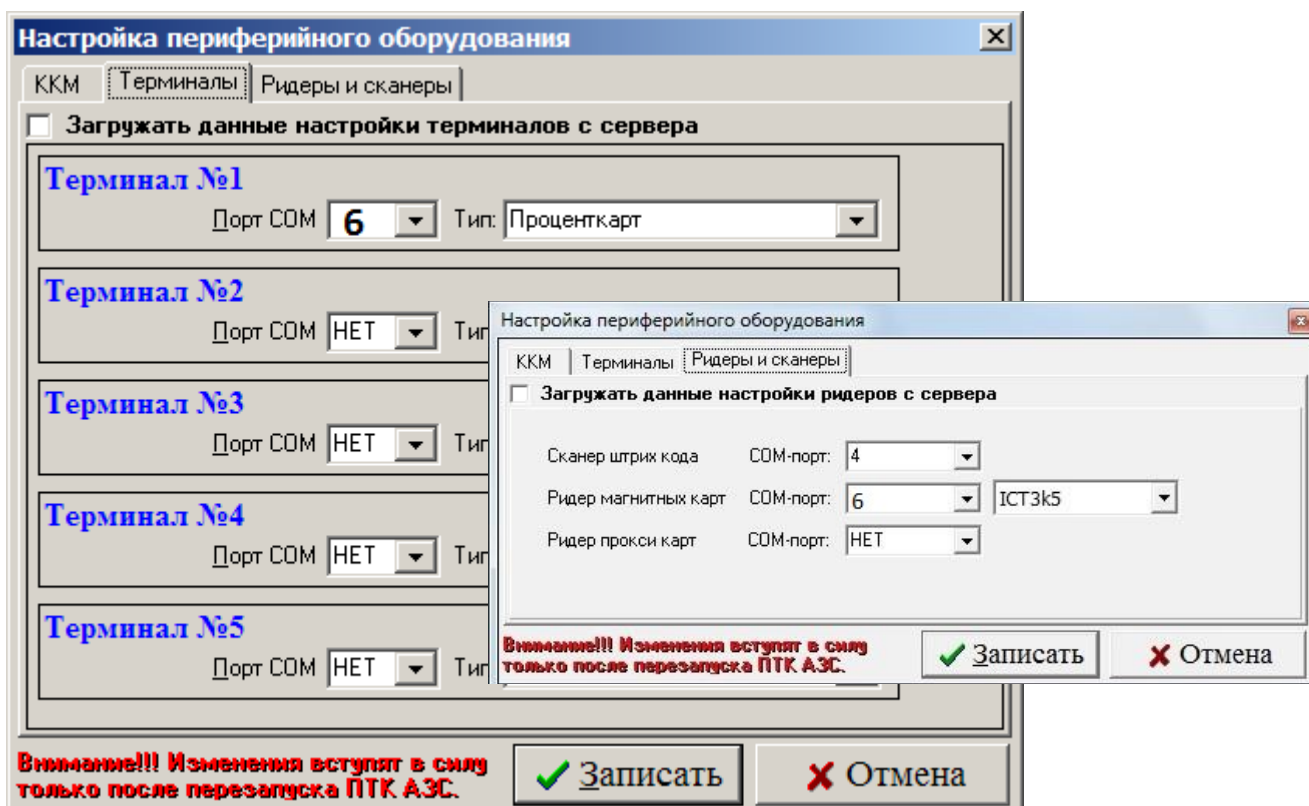 Настройка периферийного оборудования
ККМ Терминалы Ридеры и сканеры
Загружать данные настройки терминалов с сервера
Терминал №1
Порт COM 6 Тип: Проценткарт
Терминал №2
Порт COM НЕТ Тип
Терминал №3
Порт COM НЕТ Тип
Терминал №4
Порт COM НЕТ Тип
Терминал №5
Порт COM НЕТ Тип
Внимание!!! Изменения вступят в силу
только после перезапуска ПТК АЗС.
Записать Отмена
Настройка периферийного оборудования
ККМ Терминалы Ридеры и сканеры
Загружать данные настройки ридеров с сервера
Сканер штрих кода COM-порт: 4
Ридер магнитных карт COM-порт: 6 ICT3k5
Ридер прокси карт COM-порт: НЕТ
Внимание!!! Изменения вступят в силу
только после перезапуска ПТК АЗС.
Записать Отмена